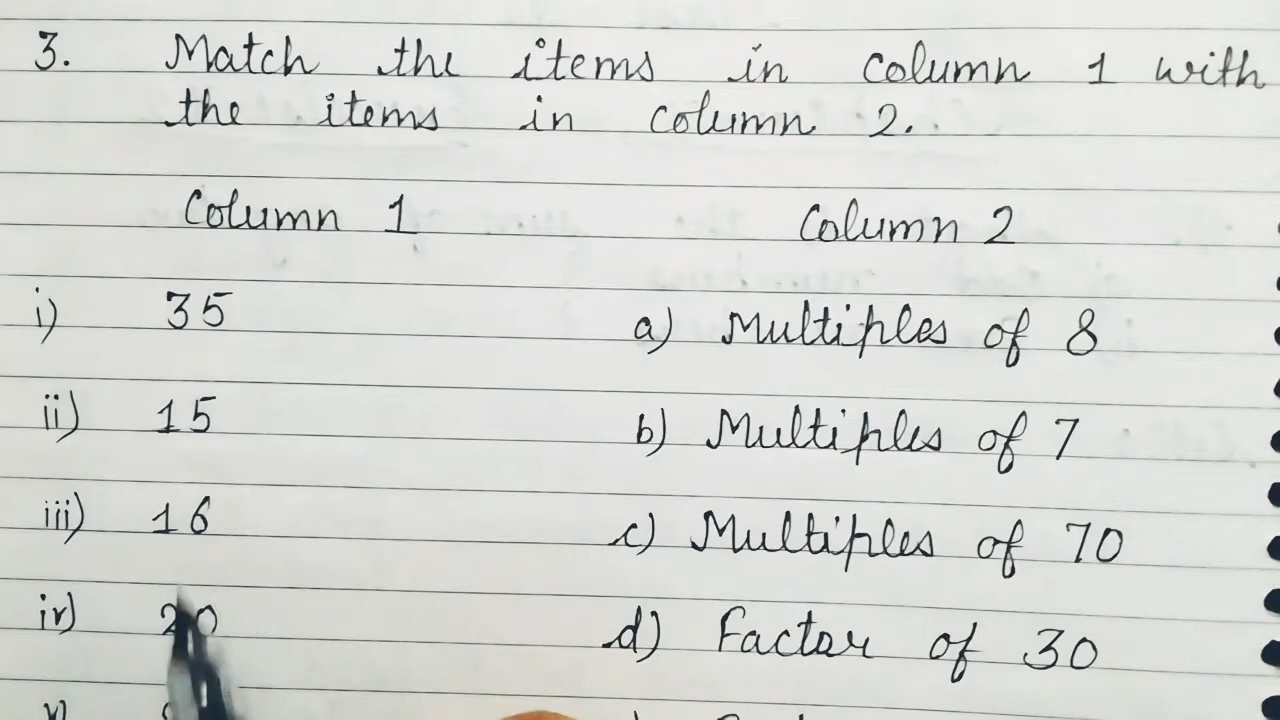 3. Match the items in column 1 with
the items in column 2.
Column 1 Column 2
i) 35 a) Multiples of 8
ii) 15 b) Multiples of 7
iii) 16 c) Multiples of 70
iv) 20 d) Factor of 30
v)